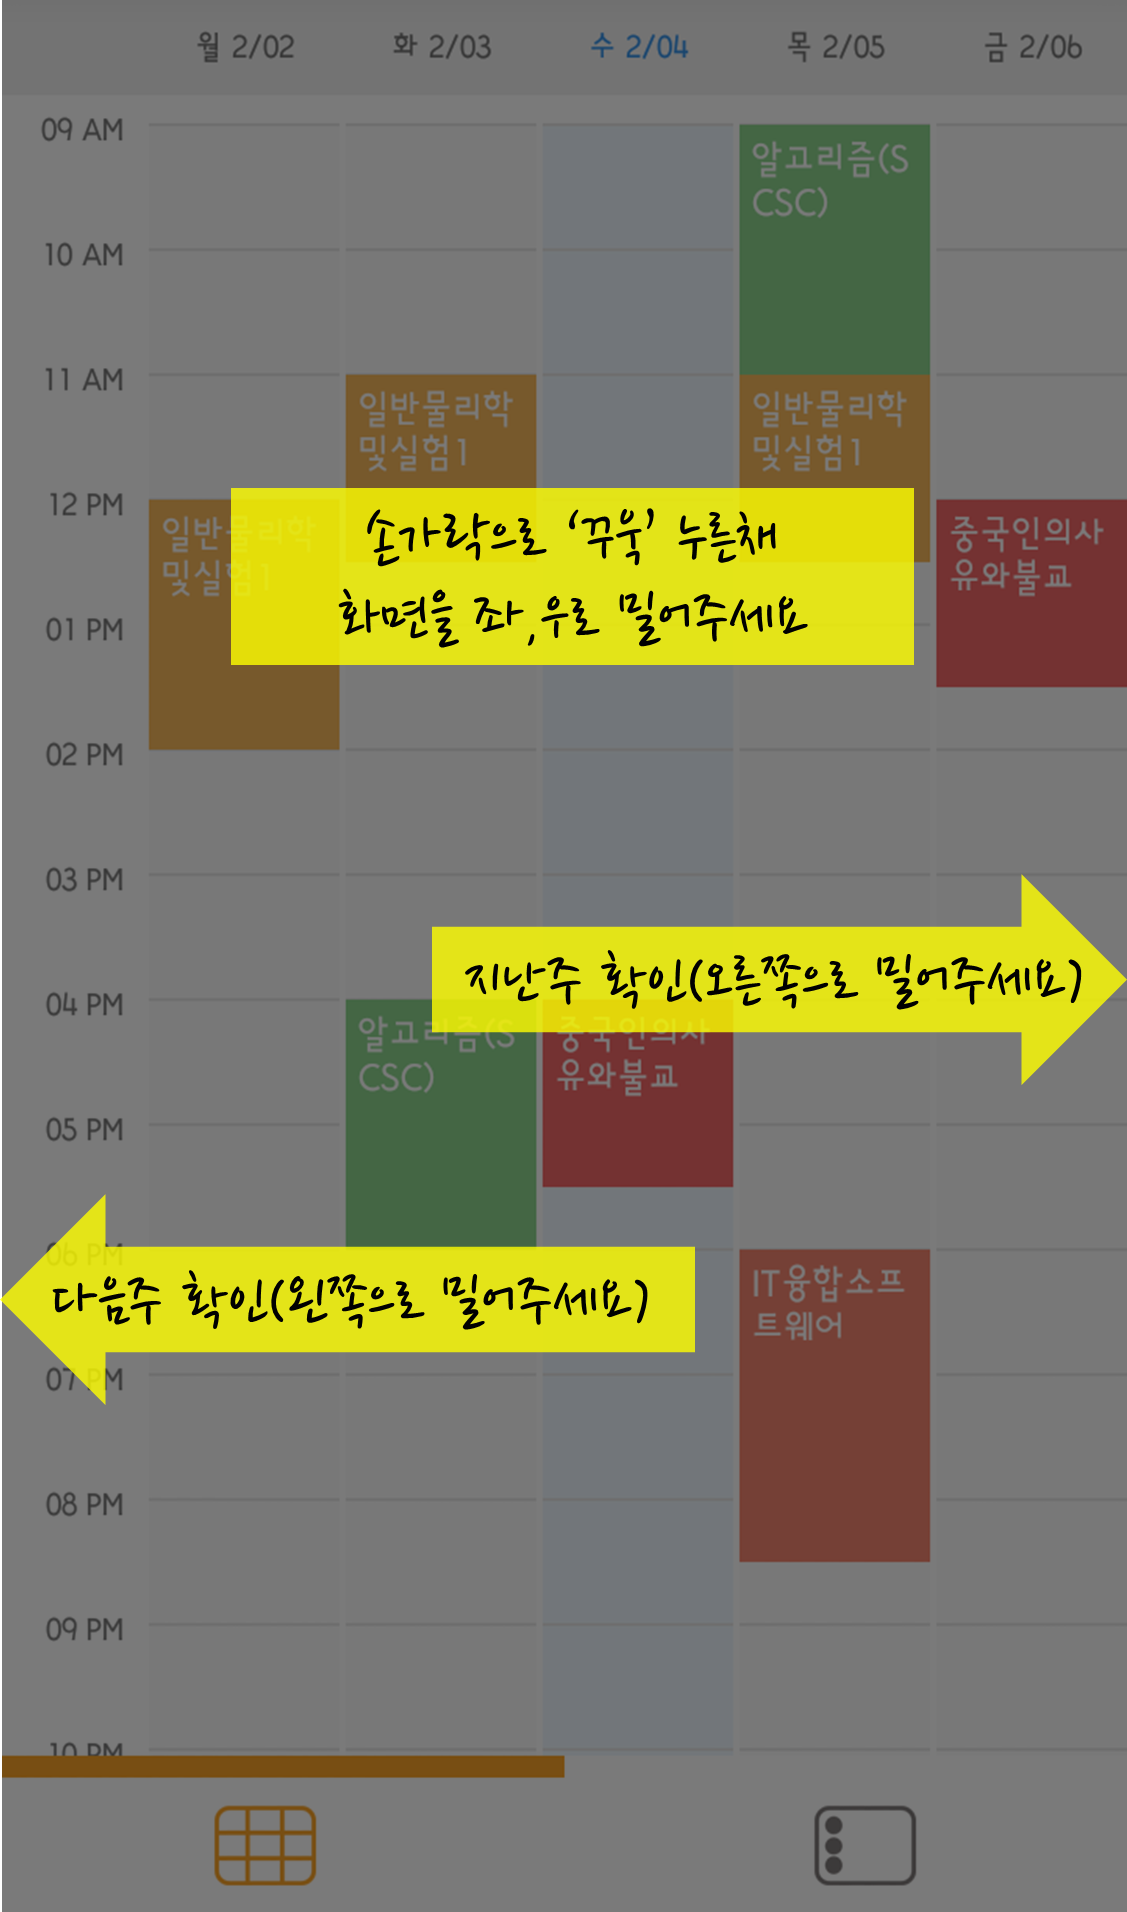 월 2/02 화 2/03 수 2/04 목 2/05 금 2/06
09 AM
알고리즘(S
CSC)
10 AM
11 AM
일반물리학
및실험1
일반물리학
및실험1
12 PM
일반물리학
및실험1
중국인의사
유와불교
손가락으로 ‘꾸욱’ 누른채
화면을 좌,우로 밀어주세요
01 PM
02 PM
03 PM
지난주 확인(오른쪽으로 밀어주세요)
04 PM
알고리즘(S
CSC)
중국인의사
유와불교
05 PM
06 PM
다음주 확인(왼쪽으로 밀어주세요)
IT융합소프
트웨어
07 PM
08 PM
09 PM
10 PM